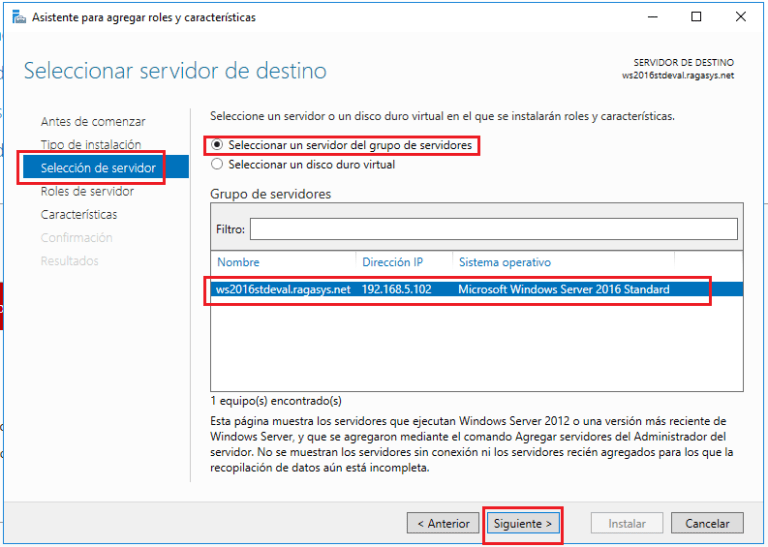 Asistente para agregar roles y características
Seleccionar servidor de destino
SERVIDOR DE DESTINO
ws2016stdeval.ragasys.net
Antes de comenzar
Tipo de instalación
Selección de servidor
Roles de servidor
Características
Confirmación
Resultados
Seleccione un servidor o un disco duro virtual en el que se instalarán roles y características.
Seleccionar un servidor del grupo de servidores
Seleccionar un disco duro virtual
Grupo de servidores
Filtro:
Nombre Dirección IP Sistema operativo
ws2016stdeval.ragasys.net 192.168.5.102 Microsoft Windows Server 2016 Standard
1 equipo(s) encontrado(s)
Esta página muestra los servidores que ejecutan Windows Server 2012 o una versión más reciente de
Windows Server, y que se agregaron mediante el comando Agregar servidores del Administrador del
servidor. No se muestran los servidores sin conexión ni los servidores recién agregados para los que la
recopilación de datos aún está incompleta.
< Anterior Siguiente > Instalar Cancelar